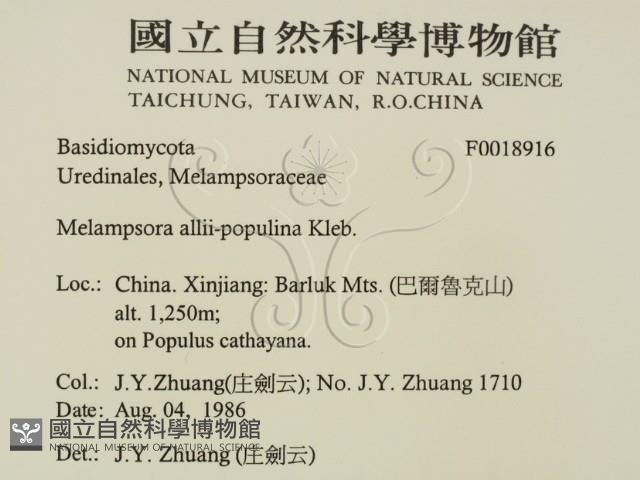 國立自然科學博物館
NATIONAL MUSEUM OF NATURAL SCIENCE
TAICHUNG, TAIWAN, R.O.CHINA
Basidiomycota F0018916
Uredinales, Melampsoraceae
Melampsora allii-populina Kleb.
Loc.: China. Xinjiang: Barluk Mts. (巴爾魯克山)
alt. 1,250m;
on Populus cathayana.
Col.: J.Y.Zhuang(庄劍云); No. J.Y. Zhuang 1710
Date: Aug. 04, 1986
國立自然科學博物館
NATIONAL MUSEUM OF NATURAL SCIENCE
Det.: J.Y. Zhuang (庄劍云)